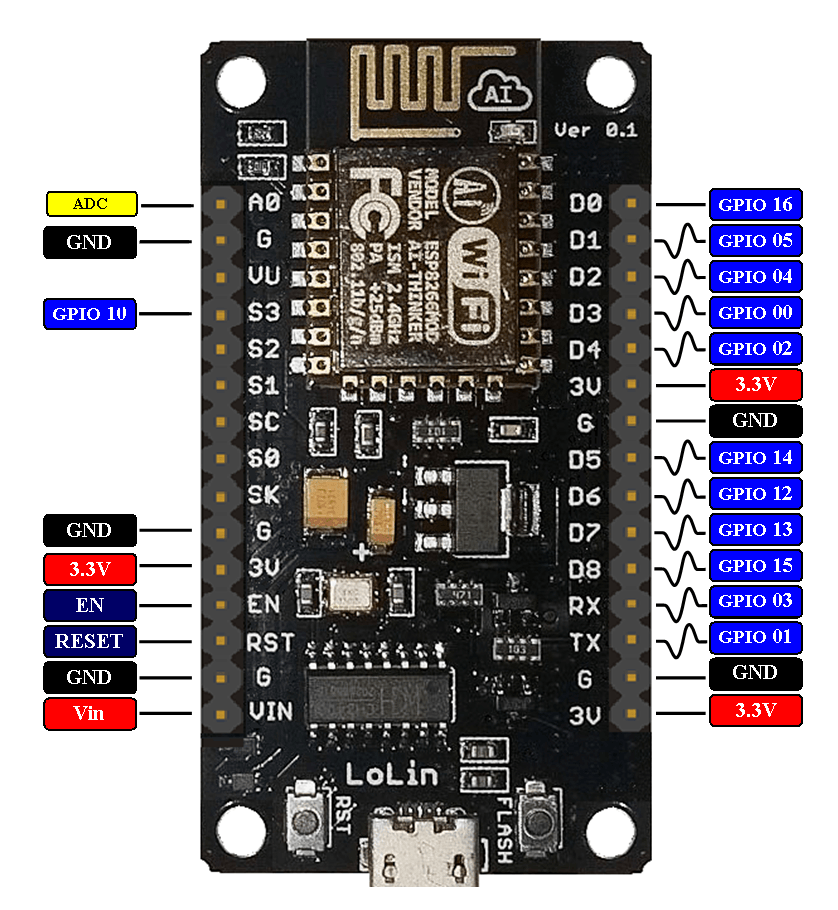 AI
Ver 0.1
FC
MODEL ESP8266MOD
VENDOR AI-THINKER
ISM 2.4GHz
PA +25dBm
802.11b/g/n
Ai
WiFi
ADC
GND
GPIO 10
GND
3.3V
EN
RESET
GND
Vin
A0
G
VU
S3
S2
S1
SC
S0
SK
G
3V
EN
RST
G
VIN
D0
D1
D2
D3
D4
3V
G
D5
D6
D7
D8
RX
TX
G
3V
GPIO 16
GPIO 05
GPIO 04
GPIO 00
GPIO 02
3.3V
GND
GPIO 14
GPIO 12
GPIO 13
GPIO 15
GPIO 03
GPIO 01
GND
3.3V
+
471
103
LoLin
RST
FLASH